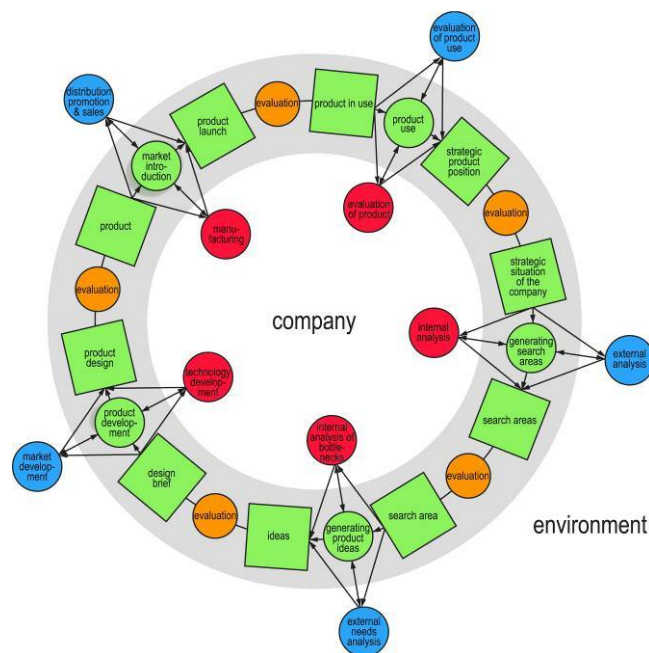 evaluation
of product
use
distribution
promotion
& sales
evaluation
product in use
product
launch
product
use
strategic
product
position
market
intro-
duction
evaluation
of product
manu-
facturing
product
evaluation
strategic
situation
of the
company
evaluation
company
internal
analysis
generating
search
areas
external
analysis
product
design
technology
develop-
ment
product
develop-
ment
search areas
market
develop-
ment
design
brief
internal
analysis of
bottle-
necks
evaluation
evaluation
ideas
generating
product
ideas
search area
environment
external
needs
analysis